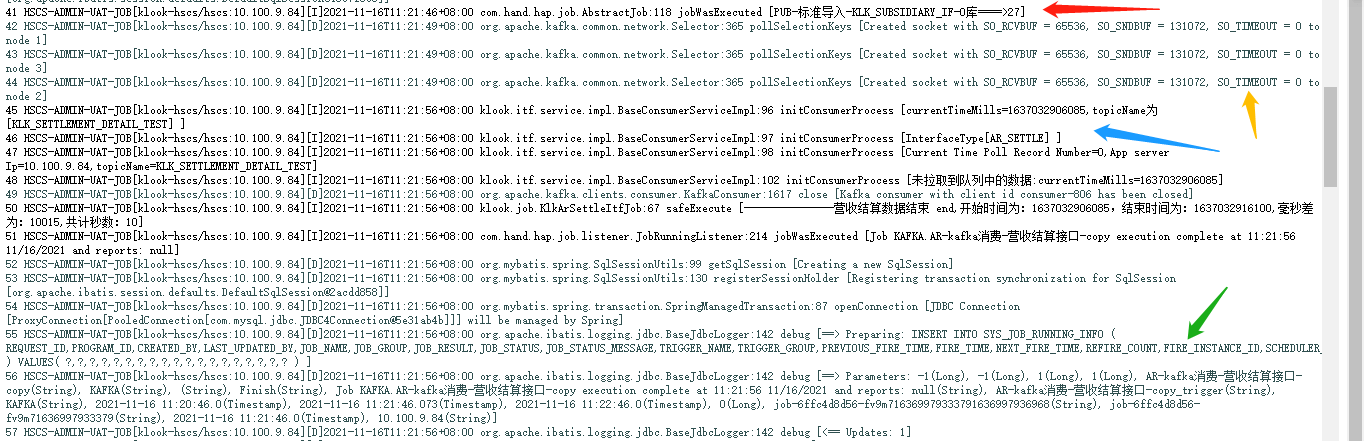 41 HSCS-ADMIN-UAT-JOB[klook-hscs/hscs:10.100.9.84][I]2021-11-16T11:21:46+08:00 com.hand.hap.job.AbstractJob:118 jobWasExecuted [PUB-标准导入-KLK_SUBSIDIARY_IF-0库====>27]
42 HSCS-ADMIN-UAT-JOB[klook-hscs/hscs:10.100.9.84][D]2021-11-16T11:21:49+08:00 org.apache.kafka.common.network.Selector:365 pollSelectionKeys [Created socket with SO_RCVBUF = 65536, SO_SNDBUF = 131072, SO_TIMEOUT = 0 to
node 1]
43 HSCS-ADMIN-UAT-JOB[klook-hscs/hscs:10.100.9.84][D]2021-11-16T11:21:49+08:00 org.apache.kafka.common.network.Selector:365 pollSelectionKeys [Created socket with SO_RCVBUF = 65536, SO_SNDBUF = 131072, SO_TIMEOUT = 0 to
node 3]
44 HSCS-ADMIN-UAT-JOB[klook-hscs/hscs:10.100.9.84][D]2021-11-16T11:21:49+08:00 org.apache.kafka.common.network.Selector:365 pollSelectionKeys [Created socket with SO_RCVBUF = 65536, SO_SNDBUF = 131072, SO_TIMEOUT = 0 to
node 2]
45 HSCS-ADMIN-UAT-JOB[klook-hscs/hscs:10.100.9.84][I]2021-11-16T11:21:56+08:00 klook.itf.service.impl.BaseConsumerServiceImpl:96 initConsumerProcess [currentTimeMills=1637032906085,topicName为
[KLK_SETTLEMENT_DETAIL_TEST] ]
46 HSCS-ADMIN-UAT-JOB[klook-hscs/hscs:10.100.9.84][I]2021-11-16T11:21:56+08:00 klook.itf.service.impl.BaseConsumerServiceImpl:97 initConsumerProcess [InterfaceType[AR_SETTLE] ]
47 HSCS-ADMIN-UAT-JOB[klook-hscs/hscs:10.100.9.84][I]2021-11-16T11:21:56+08:00 klook.itf.service.impl.BaseConsumerServiceImpl:98 initConsumerProcess [Current Time Poll Record Number=0,App server
Ip=10.100.9.84,topicName=KLK_SETTLEMENT_DETAIL_TEST]
48 HSCS-ADMIN-UAT-JOB[klook-hscs/hscs:10.100.9.84][I]2021-11-16T11:21:56+08:00 klook.itf.service.impl.BaseConsumerServiceImpl:102 initConsumerProcess [未拉取到队列中的数据:currentTimeMills=1637032906085]
49 HSCS-ADMIN-UAT-JOB[klook-hscs/hscs:10.100.9.84][D]2021-11-16T11:21:56+08:00 org.apache.kafka.clients.consumer.KafkaConsumer:1617 close [Kafka consumer with client id consumer-806 has been closed]
50 HSCS-ADMIN-UAT-JOB[klook-hscs/hscs:10.100.9.84][I]2021-11-16T11:21:56+08:00 klook.job.KlkArSettleItfJob:67 safeExecute [---------------营收结算数据结束 end,开始时间为: 1637032906085, 结束时间为: 1637032916100,毫秒差
为: 10015,共计秒数: 10]
51 HSCS-ADMIN-UAT-JOB[klook-hscs/hscs:10.100.9.84][I]2021-11-16T11:21:56+08:00 com.hand.hap.job.listener.JobRunningListener:214 jobWasExecuted [Job KAFKA.AR-kafka消费-营收结算接口-copy execution complete at 11:21:56
11/16/2021 and reports: null]
52 HSCS-ADMIN-UAT-JOB[klook-hscs/hscs:10.100.9.84][D]2021-11-16T11:21:56+08:00 org.mybatis.spring.SqlSessionUtils:99 getSqlSession [Creating a new SqlSession]
53 HSCS-ADMIN-UAT-JOB[klook-hscs/hscs:10.100.9.84][D]2021-11-16T11:21:56+08:00 org.mybatis.spring.SqlSessionUtils:130 registerSessionHolder [Registering transaction synchronization for SqlSession
[org.apache.ibatis.session.defaults.DefaultSqlSession@2acdd858]]
54 HSCS-ADMIN-UAT-JOB[klook-hscs/hscs:10.100.9.84][D]2021-11-16T11:21:56+08:00 org.mybatis.spring.transaction.SpringManagedTransaction:87 openConnection [JDBC Connection
[ProxyConnection[PooledConnection[com.mysql.jdbc.JDBC4Connection@5e31ab4b]]] will be managed by Spring]
55 HSCS-ADMIN-UAT-JOB[klook-hscs/hscs:10.100.9.84][D]2021-11-16T11:21:56+08:00 org.apache.ibatis.logging.jdbc.BaseJdbcLogger:142 debug [==> Preparing: INSERT INTO SYS_JOB_RUNNING_INFO (
REQUEST_ID,PROGRAM_ID,CREATED_BY,LAST_UPDATED_BY,JOB_NAME,JOB_GROUP,JOB_RESULT,JOB_STATUS,JOB_STATUS_MESSAGE,TRIGGER_NAME,TRIGGER_GROUP,PREVIOUS_FIRE_TIME,FIRE_TIME,NEXT_FIRE_TIME,REFIRE_COUNT,FIRE_INSTANCE_ID,SCHEDULER_
) VALUES( ?,?,?,?,?,?,?,?,?,?,?,?,?,?,?,?,?,?,? ) ]
56 HSCS-ADMIN-UAT-JOB[klook-hscs/hscs:10.100.9.84][D]2021-11-16T11:21:56+08:00 org.apache.ibatis.logging.jdbc.BaseJdbcLogger:142 debug [==> Parameters: -1(Long), -1(Long), 1(Long), 1(Long), AR-kafka消费-营收结算接口-
copy(String), KAFKA(String), (String), Finish(String), Job KAFKA.AR-kafka消费-营收结算接口-copy execution complete at 11:21:56 11/16/2021 and reports: null(String), AR-kafka消费-营收结算接口-copy_trigger(String),
KAFKA(String), 2021-11-16 11:20:46.0(Timestamp), 2021-11-16 11:21:46.073(Timestamp), 2021-11-16 11:22:46.0(Timestamp), 0(Long), job-6ffc4d8d56-fv9m71636997933791636997936968(String), job-6ffc4d8d56-
fv9m71636997933379(String), 2021-11-16 11:21:46.0(Timestamp), 10.100.9.84(String)]
57 HSCS-ADMIN-UAT-JOB[klook-hscs/hscs:10.100.9.84][D]2021-11-16T11:21:56+08:00 org.apache.ibatis.logging.jdbc.BaseJdbcLogger:142 debug [<== Updates: 1]